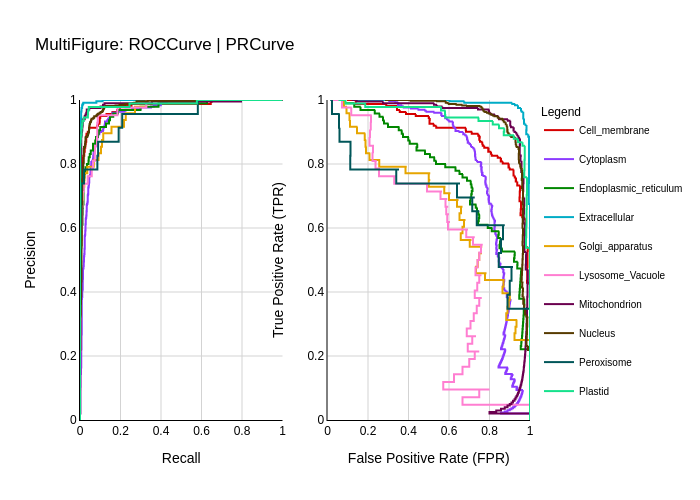 MultiFigure: ROCCurve | PRCurve
Precision
1
0.8
0.6
0.4
0.2
0
0 0.2 0.4 0.6 0.8 1
Recall
True Positive Rate (TPR)
1
0.8
0.6
0.4
0.2
0
0 0.2 0.4 0.6 0.8 1
False Positive Rate (FPR)
Legend
Cell_membrane
Cytoplasm
Endoplasmic_reticulum
Extracellular
Golgi_apparatus
Lysosome_Vacuole
Mitochondrion
Nucleus
Peroxisome
Plastid